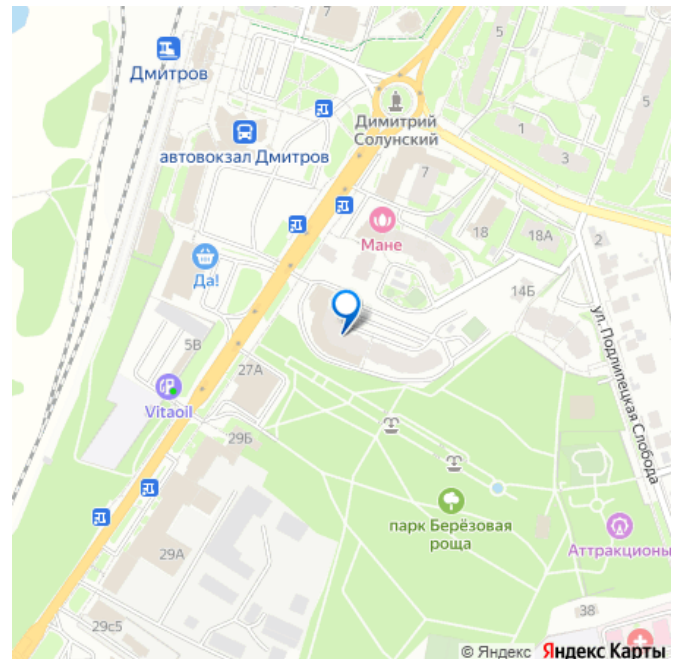 5
Дмитров
5
Димитрий
Солунский
1
автовокзал Дмитров
3
7
Мане
18
18А
2
Да!
14Б
ул. Подлипецкая Слобода
5В
27А
Vitaoil
29Б
парк Берёзовая
роща
Аттракционы
29А
38
29с5
© Яндекс Яндекс Карты